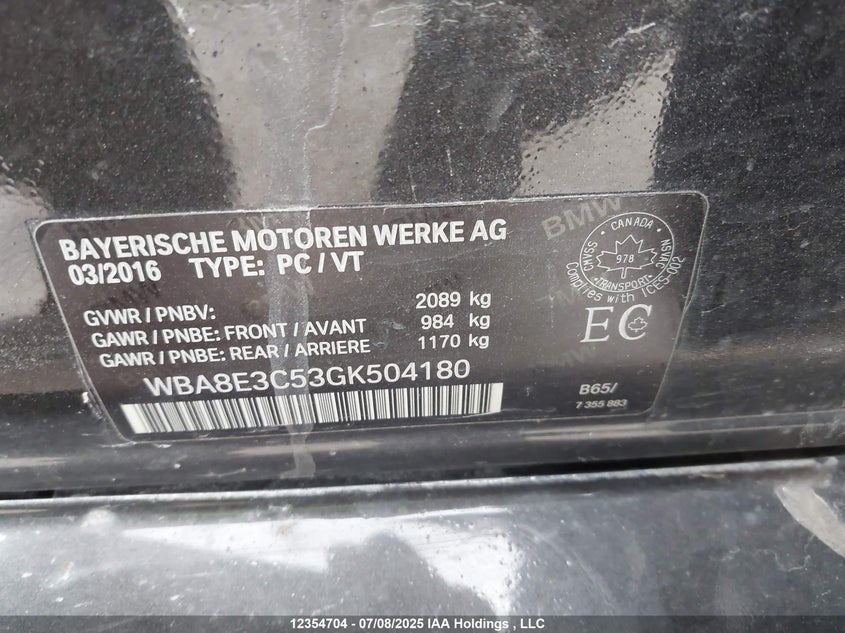 BAYERISCHE MOTOREN WERKE AG
03/2016 TYPE: PC / VT
GVWR / PNBV: 2089 kg
GAWR / PNBE: FRONT / AVANT 984 kg
GAWR / PNBE: REAR / ARRIERE 1170 kg
WBA8E3C53GK504180
BMW
CANADA
CMVSS
NSVAC
978
TRANSPORT
Complies with ICES-002
EC
B65/
7 355 883
12354704 - 07/08/2025 IAA Holdings , LLC